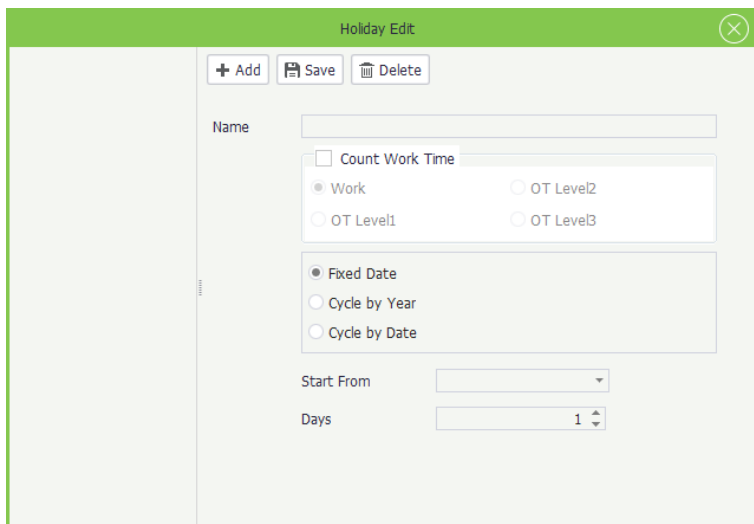 Holiday Edit
Add Save Delete
Name
Count Work Time
Work OT Level2
OT Level1 OT Level3
Fixed Date
Cycle by Year
Cycle by Date
Start From
Days 1